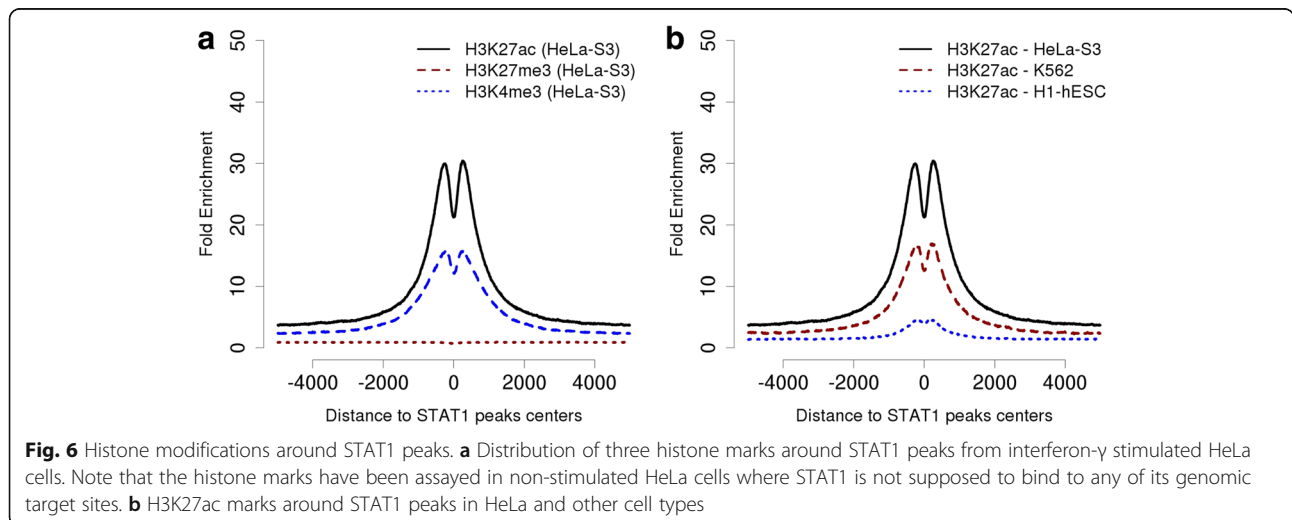 a
H3K27ac (HeLa-S3)
H3K27me3 (HeLa-S3)
H3K4me3 (HeLa-S3)
Fold Enrichment
50
40
30
20
10
0
-4000 -2000 0 2000 4000
Distance to STAT1 peaks centers
b
H3K27ac - HeLa-S3
H3K27ac - K562
H3K27ac - H1-hESC
Fold Enrichment
50
40
30
20
10
0
-4000 -2000 0 2000 4000
Distance to STAT1 peaks centers
Fig. 6 Histone modifications around STAT1 peaks. a Distribution of three histone marks around STAT1 peaks from interferon-γ stimulated HeLa
cells. Note that the histone marks have been assayed in non-stimulated HeLa cells where STAT1 is not supposed to bind to any of its genomic
target sites. b H3K27ac marks around STAT1 peaks in HeLa and other cell types